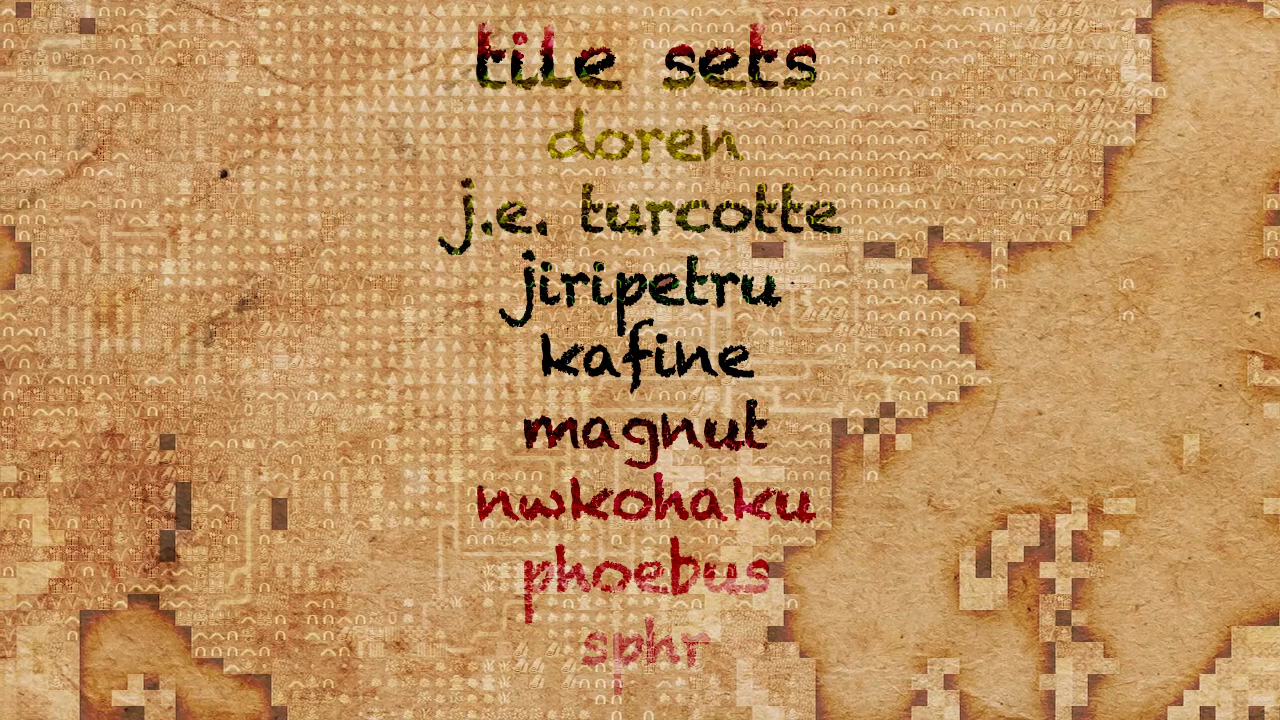 tile sets
doren
j.e. turcotte
jiripetru
kafine
magnut
nwkohaku
phoebus
sphr